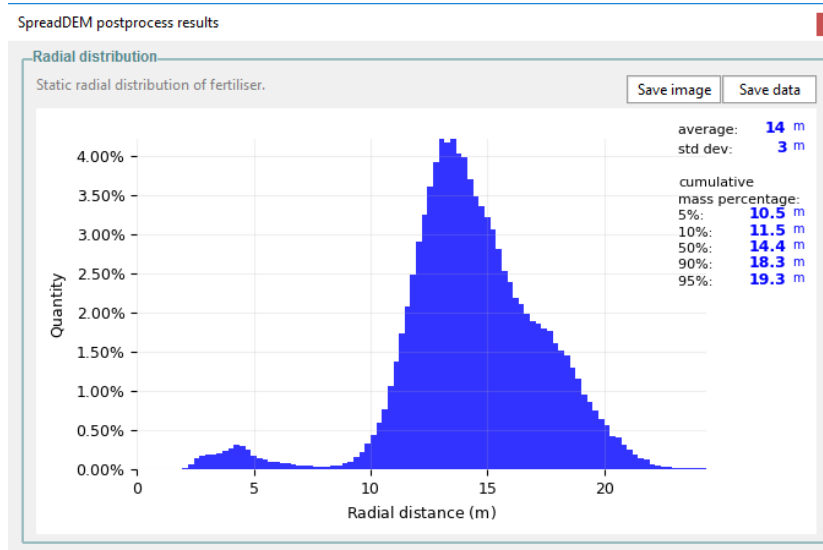 SpreadDEM postprocess results
Radial distribution
Static radial distribution of fertiliser.
Save image
Save data
average: 14 m
std dev: 3 m
cumulative
mass percentage:
5%: 10.5 m
10%: 11.5 m
50%: 14.4 m
90%: 18.3 m
95%: 19.3 m
4.00%
3.50%
3.00%
2.50%
2.00%
1.50%
1.00%
0.50%
0.00%
Quantity
0 5 10 15 20
Radial distance (m)